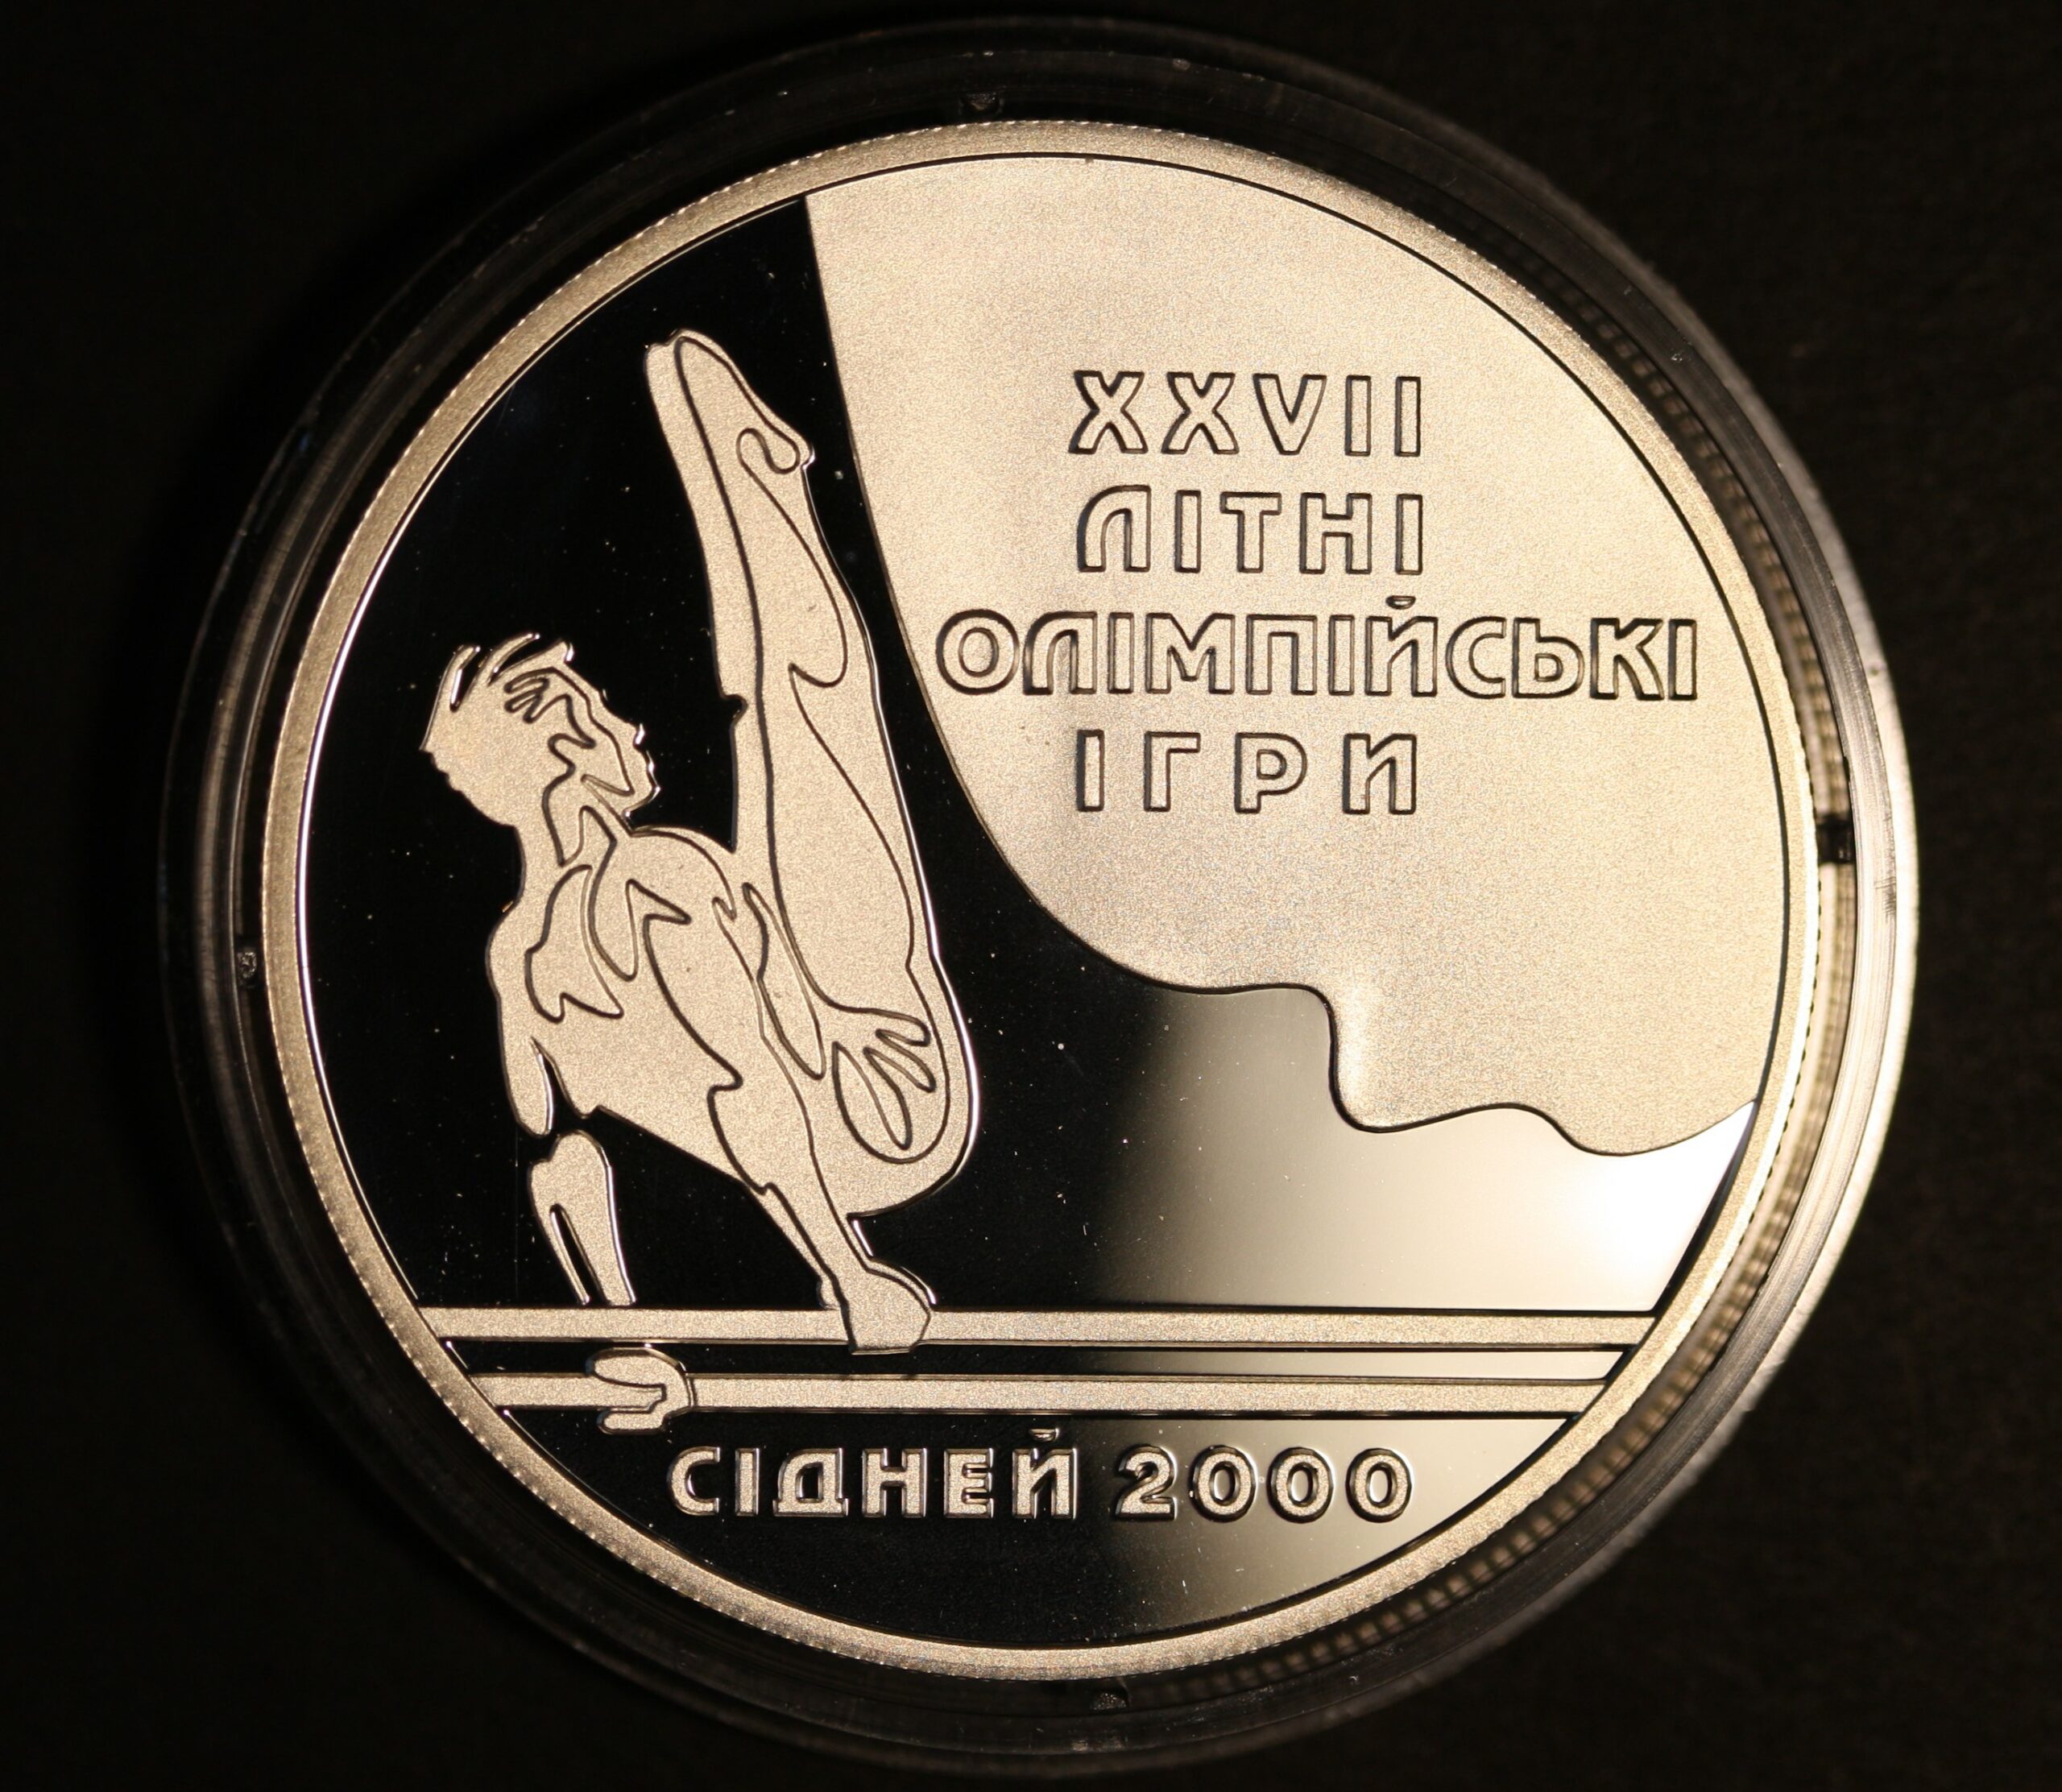 XXVII
ЛІТНІ
ОЛІМПІЙСЬКІ
ІГРИ
СІДНЕЙ 2000